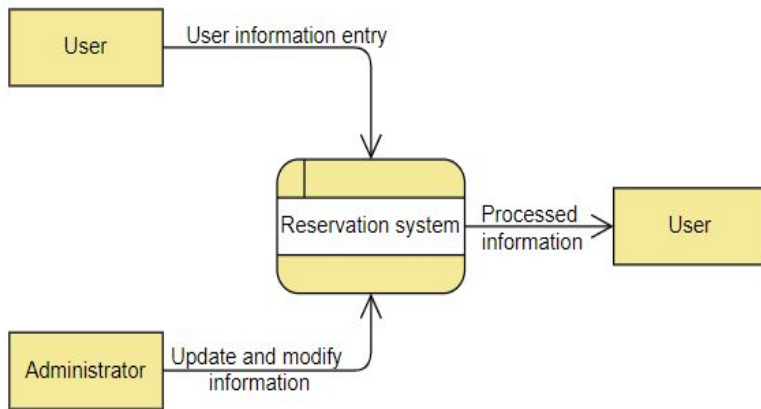 User
User information entry
Reservation system
Processed
information
User
Administrator
Update and modify
information